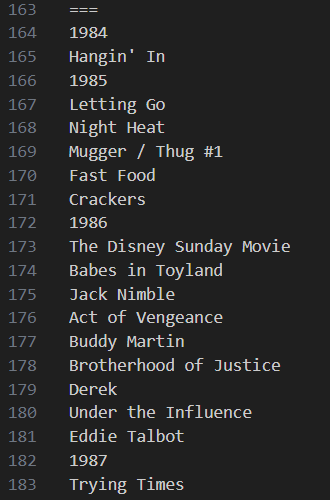 163 ===
164 1984
165 Hangin' In
166 1985
167 Letting Go
168 Night Heat
169 Mugger / Thug #1
170 Fast Food
171 Crackers
172 1986
173 The Disney Sunday Movie
174 Babes in Toyland
175 Jack Nimble
176 Act of Vengeance
177 Buddy Martin
178 Brotherhood of Justice
179 Derek
180 Under the Influence
181 Eddie Talbot
182 1987
183 Trying Times